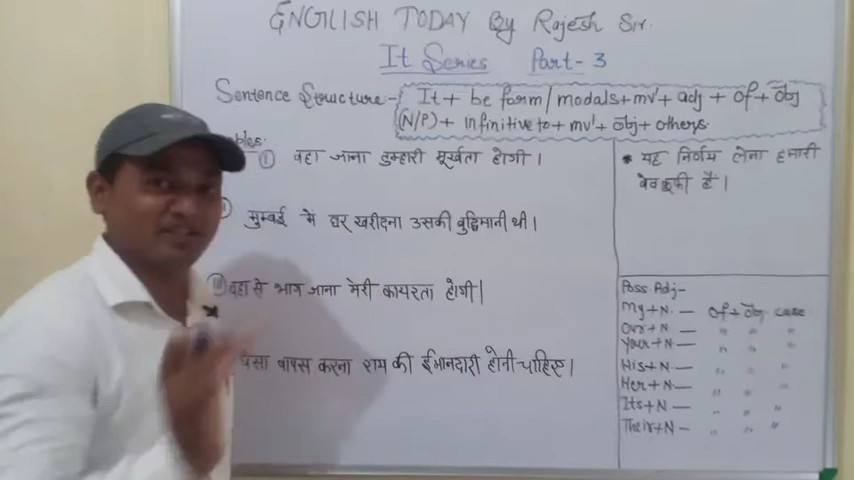 ENGLISH TODAY By Rajesh Sir.
It Series Part-3
Sentence Structure- It + be form/modals+mv¹+ adj + of + obj
(N/P) + infinitive to + mv¹ + obj + others.
bles:
① वहा जाना तुम्हारी मूर्खता होगी।
मुम्बई में घर खरीदना उसकी बुद्धिमानी थी।
वहा से भाग जाना मेरी कायरता होगी।
पैसा वापस करना राम की ईमानदारी होनी चाहिए।
• यह निर्णय लेना हमारी
बेवकूफी है।
Poss Adj-
My+N. — of + obj case
Our+N — " " "
Your+N — " " "
His+N — " " "
Her+N — " " "
Its+N — " " "
Their+N — " " "